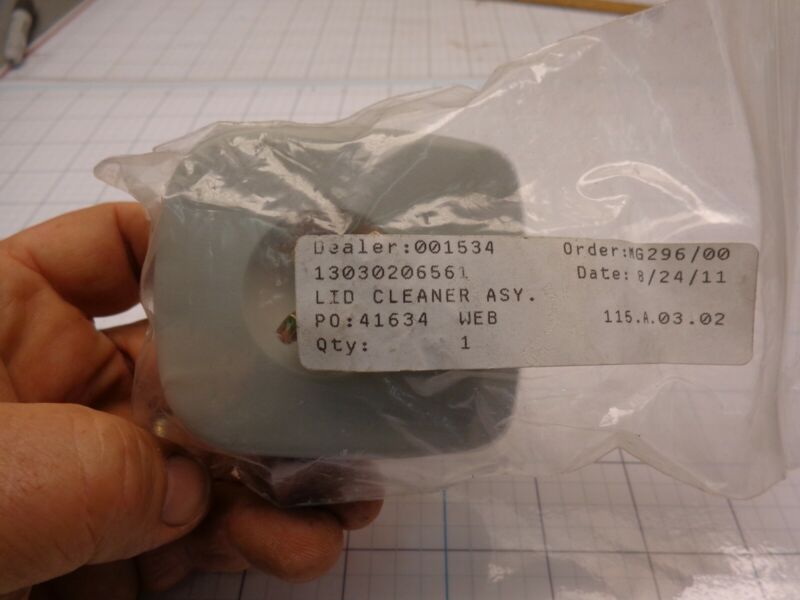 Dealer:001534 Order:MG296/00
13030206561 Date: 8/24/11
LID CLEANER ASY.
PO:41634 WEB 115.A.03.02
Qty: 1